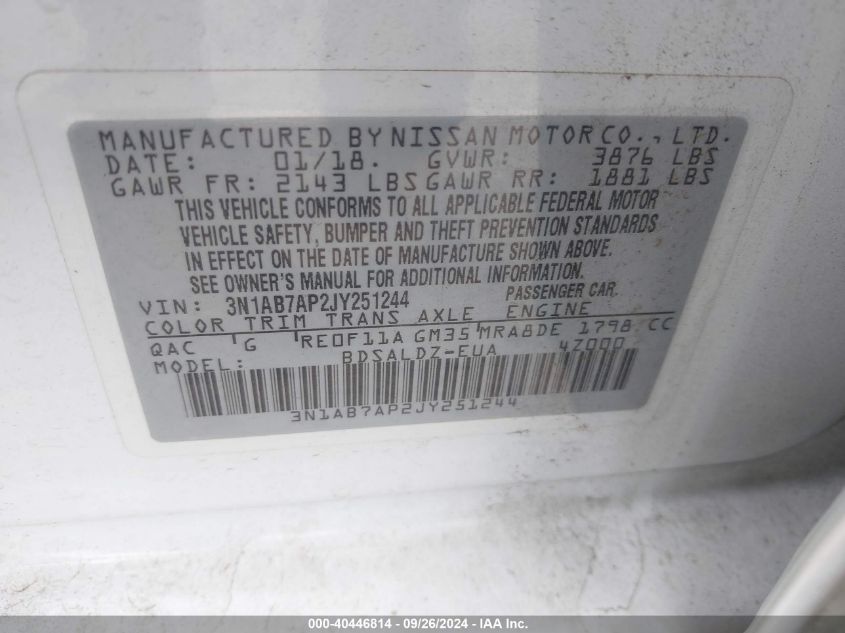 MANUFACTURED BY NISSAN MOTOR CO., LTD.
DATE: 01/18. GVWR: 3876 LBS
GAWR FR: 2143 LBS GAWR RR: 1881 LBS
THIS VEHICLE CONFORMS TO ALL APPLICABLE FEDERAL MOTOR
VEHICLE SAFETY, BUMPER AND THEFT PREVENTION STANDARDS
IN EFFECT ON THE DATE OF MANUFACTURE SHOWN ABOVE.
SEE OWNER'S MANUAL FOR ADDITIONAL INFORMATION.
VIN: 3N1AB7AP2JY251244 PASSENGER CAR.
COLOR TRIM TRANS AXLE ENGINE
QAC G RE0F11A GM35 MRA8DE 1798 CC
MODEL: BDSALDZ-EUA 4Z000
3N1AB7AP2JY251244
000-40446814 - 09/26/2024 - IAA Inc.